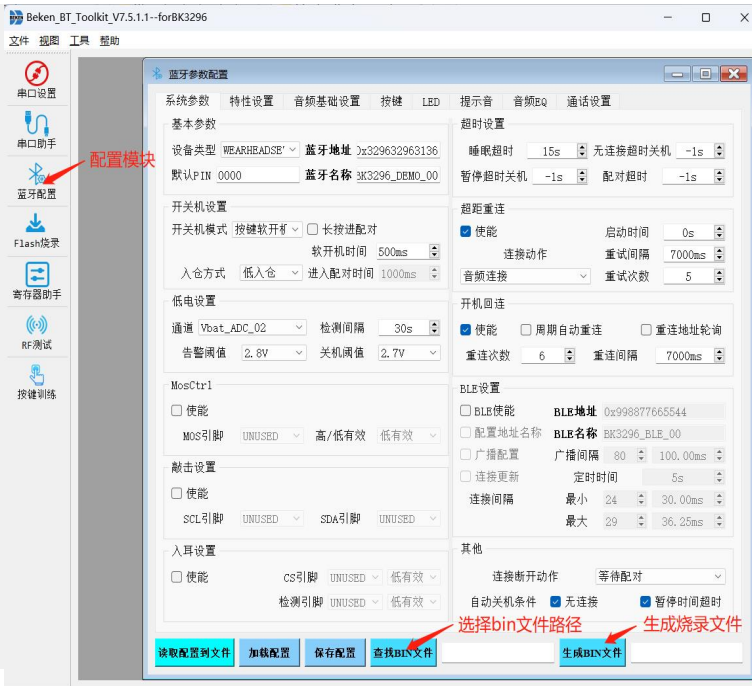 Beken_BT_Toolkit_V7.5.1.1--forBK3296
文件 视图 工具 帮助
串口设置
串口助手
蓝牙配置
Flash烧录
寄存器助手
RF测试
按键训练
配置模块
蓝牙参数配置
系统参数 特性设置 音频基础设置 按键 LED 提示音 音频EQ 通话设置
基本参数
设备类型 WEARHEADSE 蓝牙地址 0x329632963136
默认PIN 0000 蓝牙名称 BK3296_DEMO_00
开关机设置
开关机模式 按键软开机 长按进配对
软开机时间 500ms
入仓方式 低入仓 进入配对时间 1000ms
低电设置
通道 Vbat_ADC_02 检测间隔 30s
告警阈值 2.8V 关机阈值 2.7V
MosCtrl
使能
MOS引脚 UNUSED 高/低有效 低有效
敲击设置
使能
SCL引脚 UNUSED SDA引脚 UNUSED
入耳设置
使能 CS引脚 UNUSED 低有效
检测引脚 UNUSED 低有效
超时设置
睡眠超时 15s 无连接超时关机 -1s
暂停超时关机 -1s 配对超时 -1s
超距重连
使能 启动时间 0s
连接动作 重试间隔 7000ms
音频连接 重试次数 5
开机回连
使能 周期自动重连 重连地址轮询
重连次数 6 重连间隔 7000ms
BLE设置
BLE使能 BLE地址 0x998877665544
配置地址名称 BLE名称 BK3296_BLE_00
广播配置 广播间隔 80 100.00ms
连接更新 定时时间 5s
连接间隔 最小 24 30.00ms
最大 29 36.25ms
其他
连接断开动作 等待配对
自动关机条件 无连接 暂停时间超时
选择bin文件路径 生成烧录文件
读取配置到文件 加载配置 保存配置 查找BIN文件 生成BIN文件